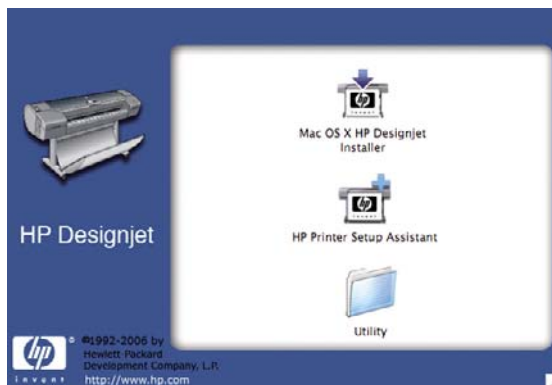 Mac OS X HP Designjet
Installer
HP Printer Setup Assistant
Utility
HP Designjet
hp
®
invent
©1992-2006 by
Hewlett Packard
Development Company, L.P.
http://www.hp.com